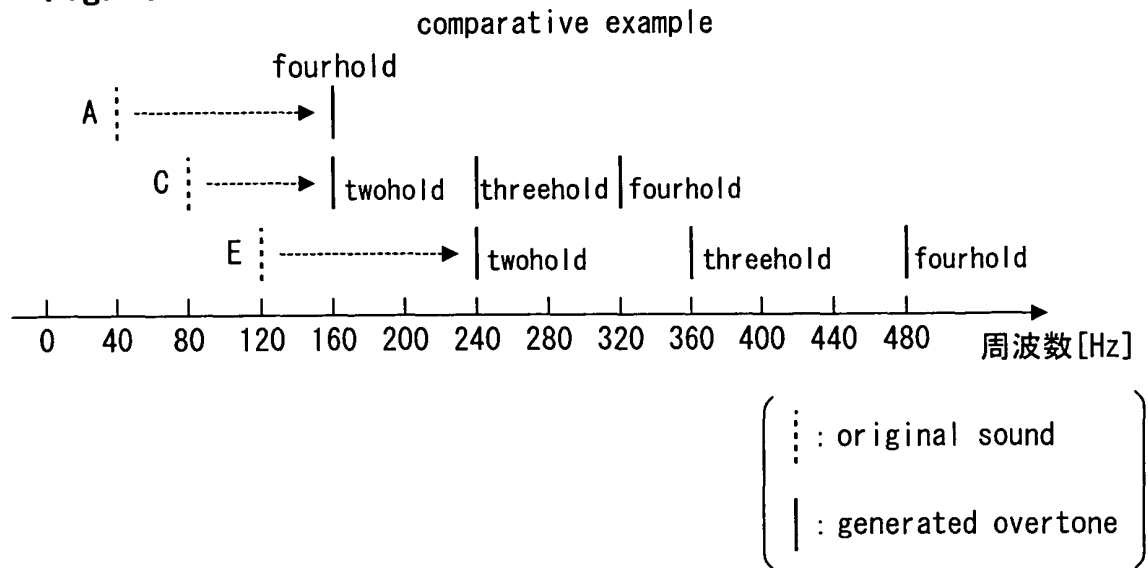 comparative example
fourhold
A
C twohold threehold fourhold
E twohold threehold fourhold
0 40 80 120 160 200 240 280 320 360 400 440 480 周波数[Hz]
: original sound
: generated overtone